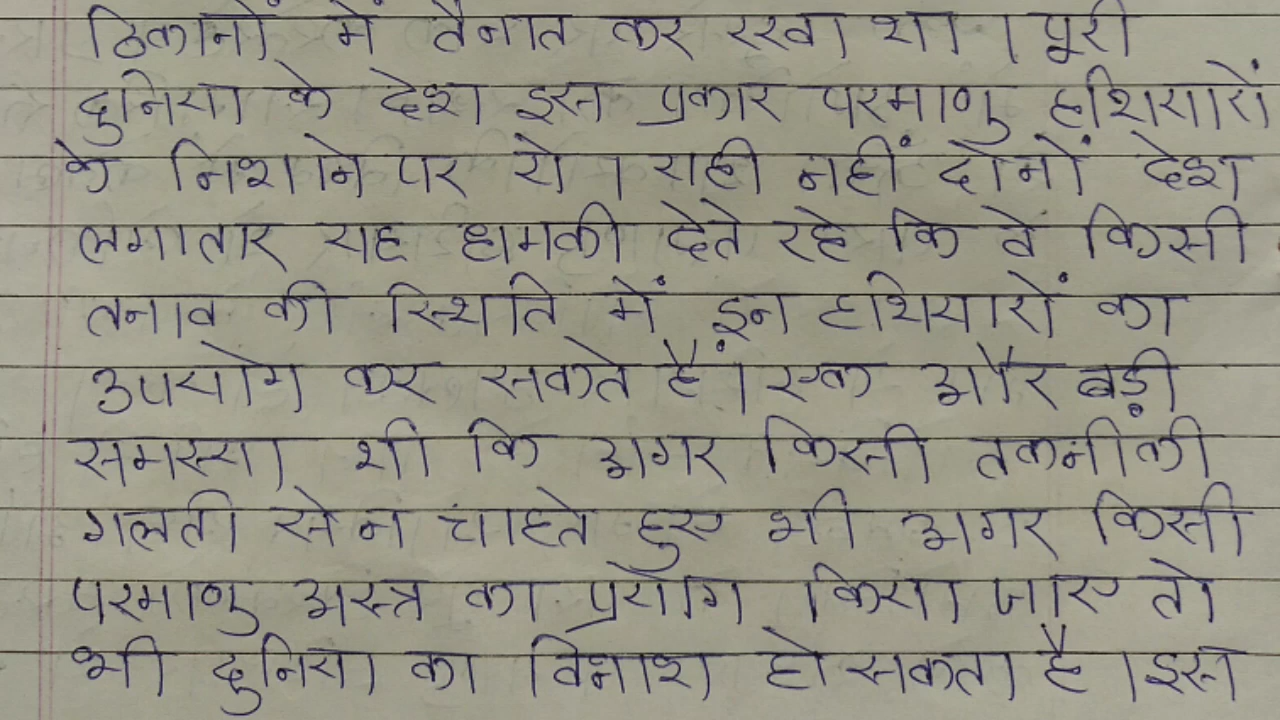 ठिकानों में तैनात कर रखा था । पूरी
दुनिया के देश इस प्रकार परमाणु हथियारों
के निशाने पर थे । यही नहीं दोनों देश
लगातार यह धमकी देते रहे कि वे किसी
तनाव की स्थिति में इन हथियारों का
उपयोग कर सकते हैं । एक और बड़ी
समस्या थी कि अगर किसी तकनीकी
गलती से न चाहते हुए भी अगर किसी
परमाणु अस्त्र का प्रयोग किया जाए तो
भी दुनिया का विनाश हो सकता है । इस